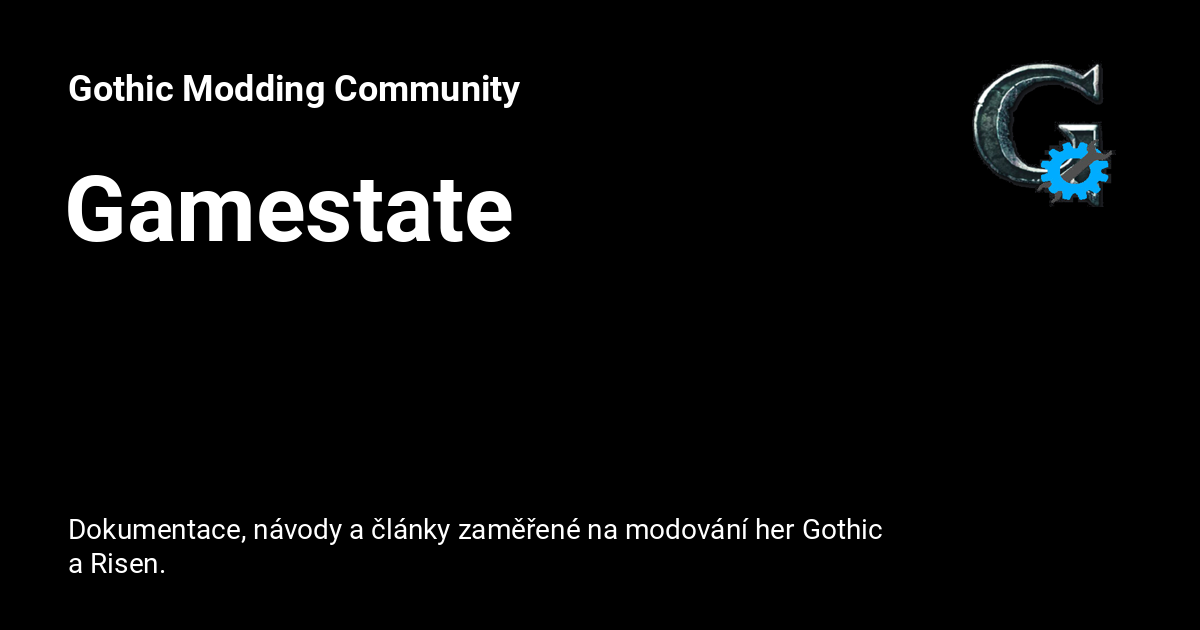 Gothic Modding Community
Gamestate
Dokumentace, návody a články zaměřené na modování her Gothic
a Risen.